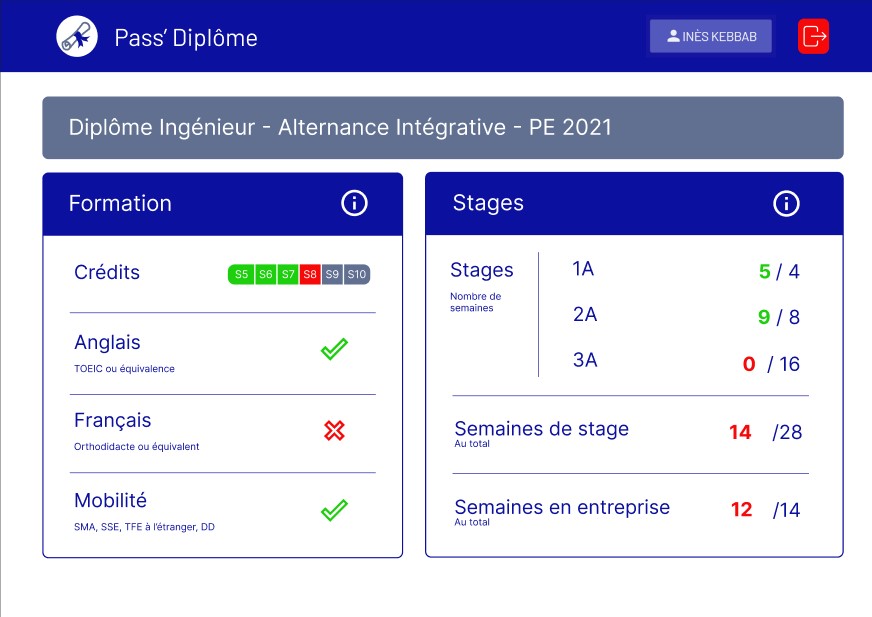 Pass' Diplôme
INÈS KEBBAB
Diplôme Ingénieur - Alternance Intégrative - PE 2021
Formation
Crédits
S5 S6 S7 S8 S9 S10
Anglais
TOEIC ou équivalence
Français
Orthodidacte ou équivalent
Mobilité
SMA, SSE, TFE à l'étranger, DD
Stages
Stages
Nombre de
semaines
1A 5 / 4
2A 9 / 8
3A 0 / 16
Semaines de stage 14 /28
Au total
Semaines en entreprise 12 /14
Au total